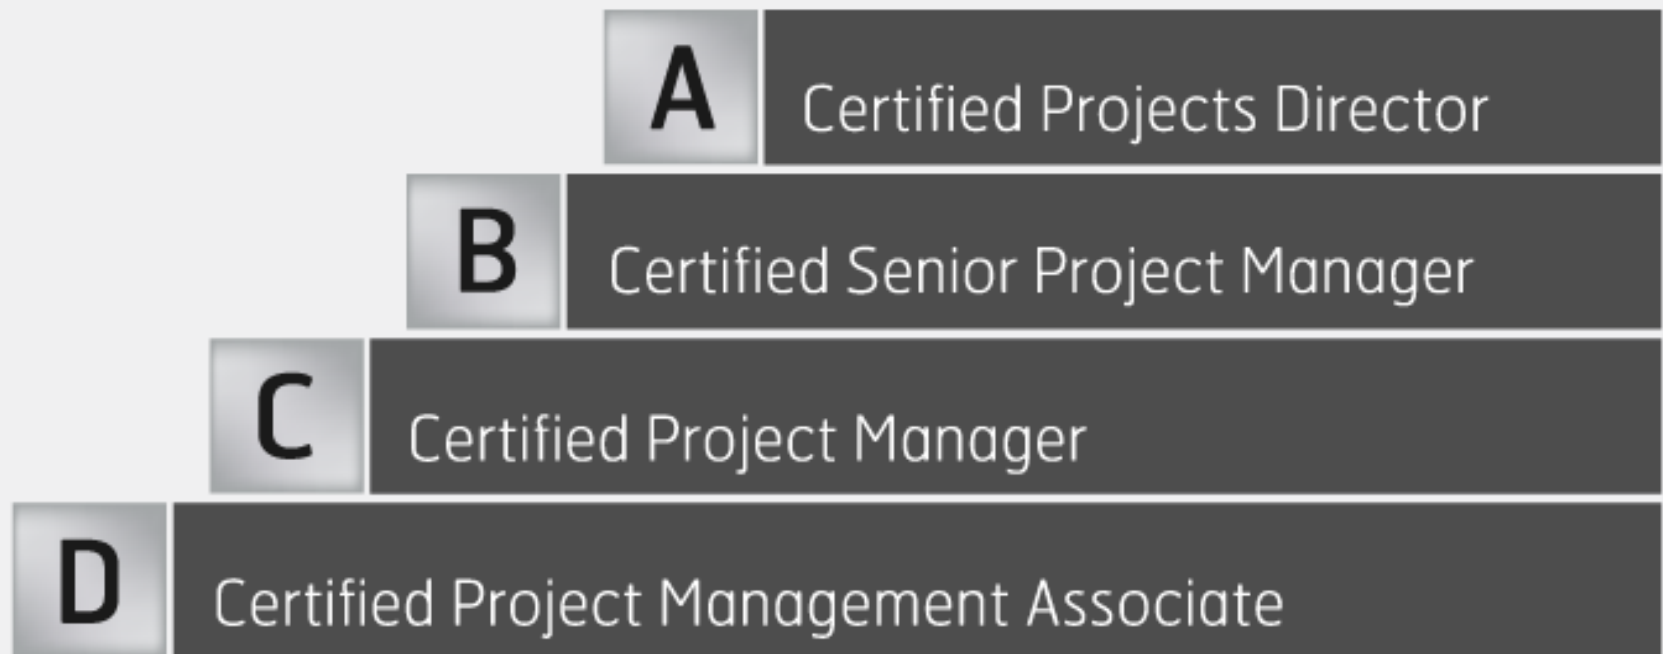 A Certified Projects Director
B Certified Senior Project Manager
C Certified Project Manager
D Certified Project Management Associate